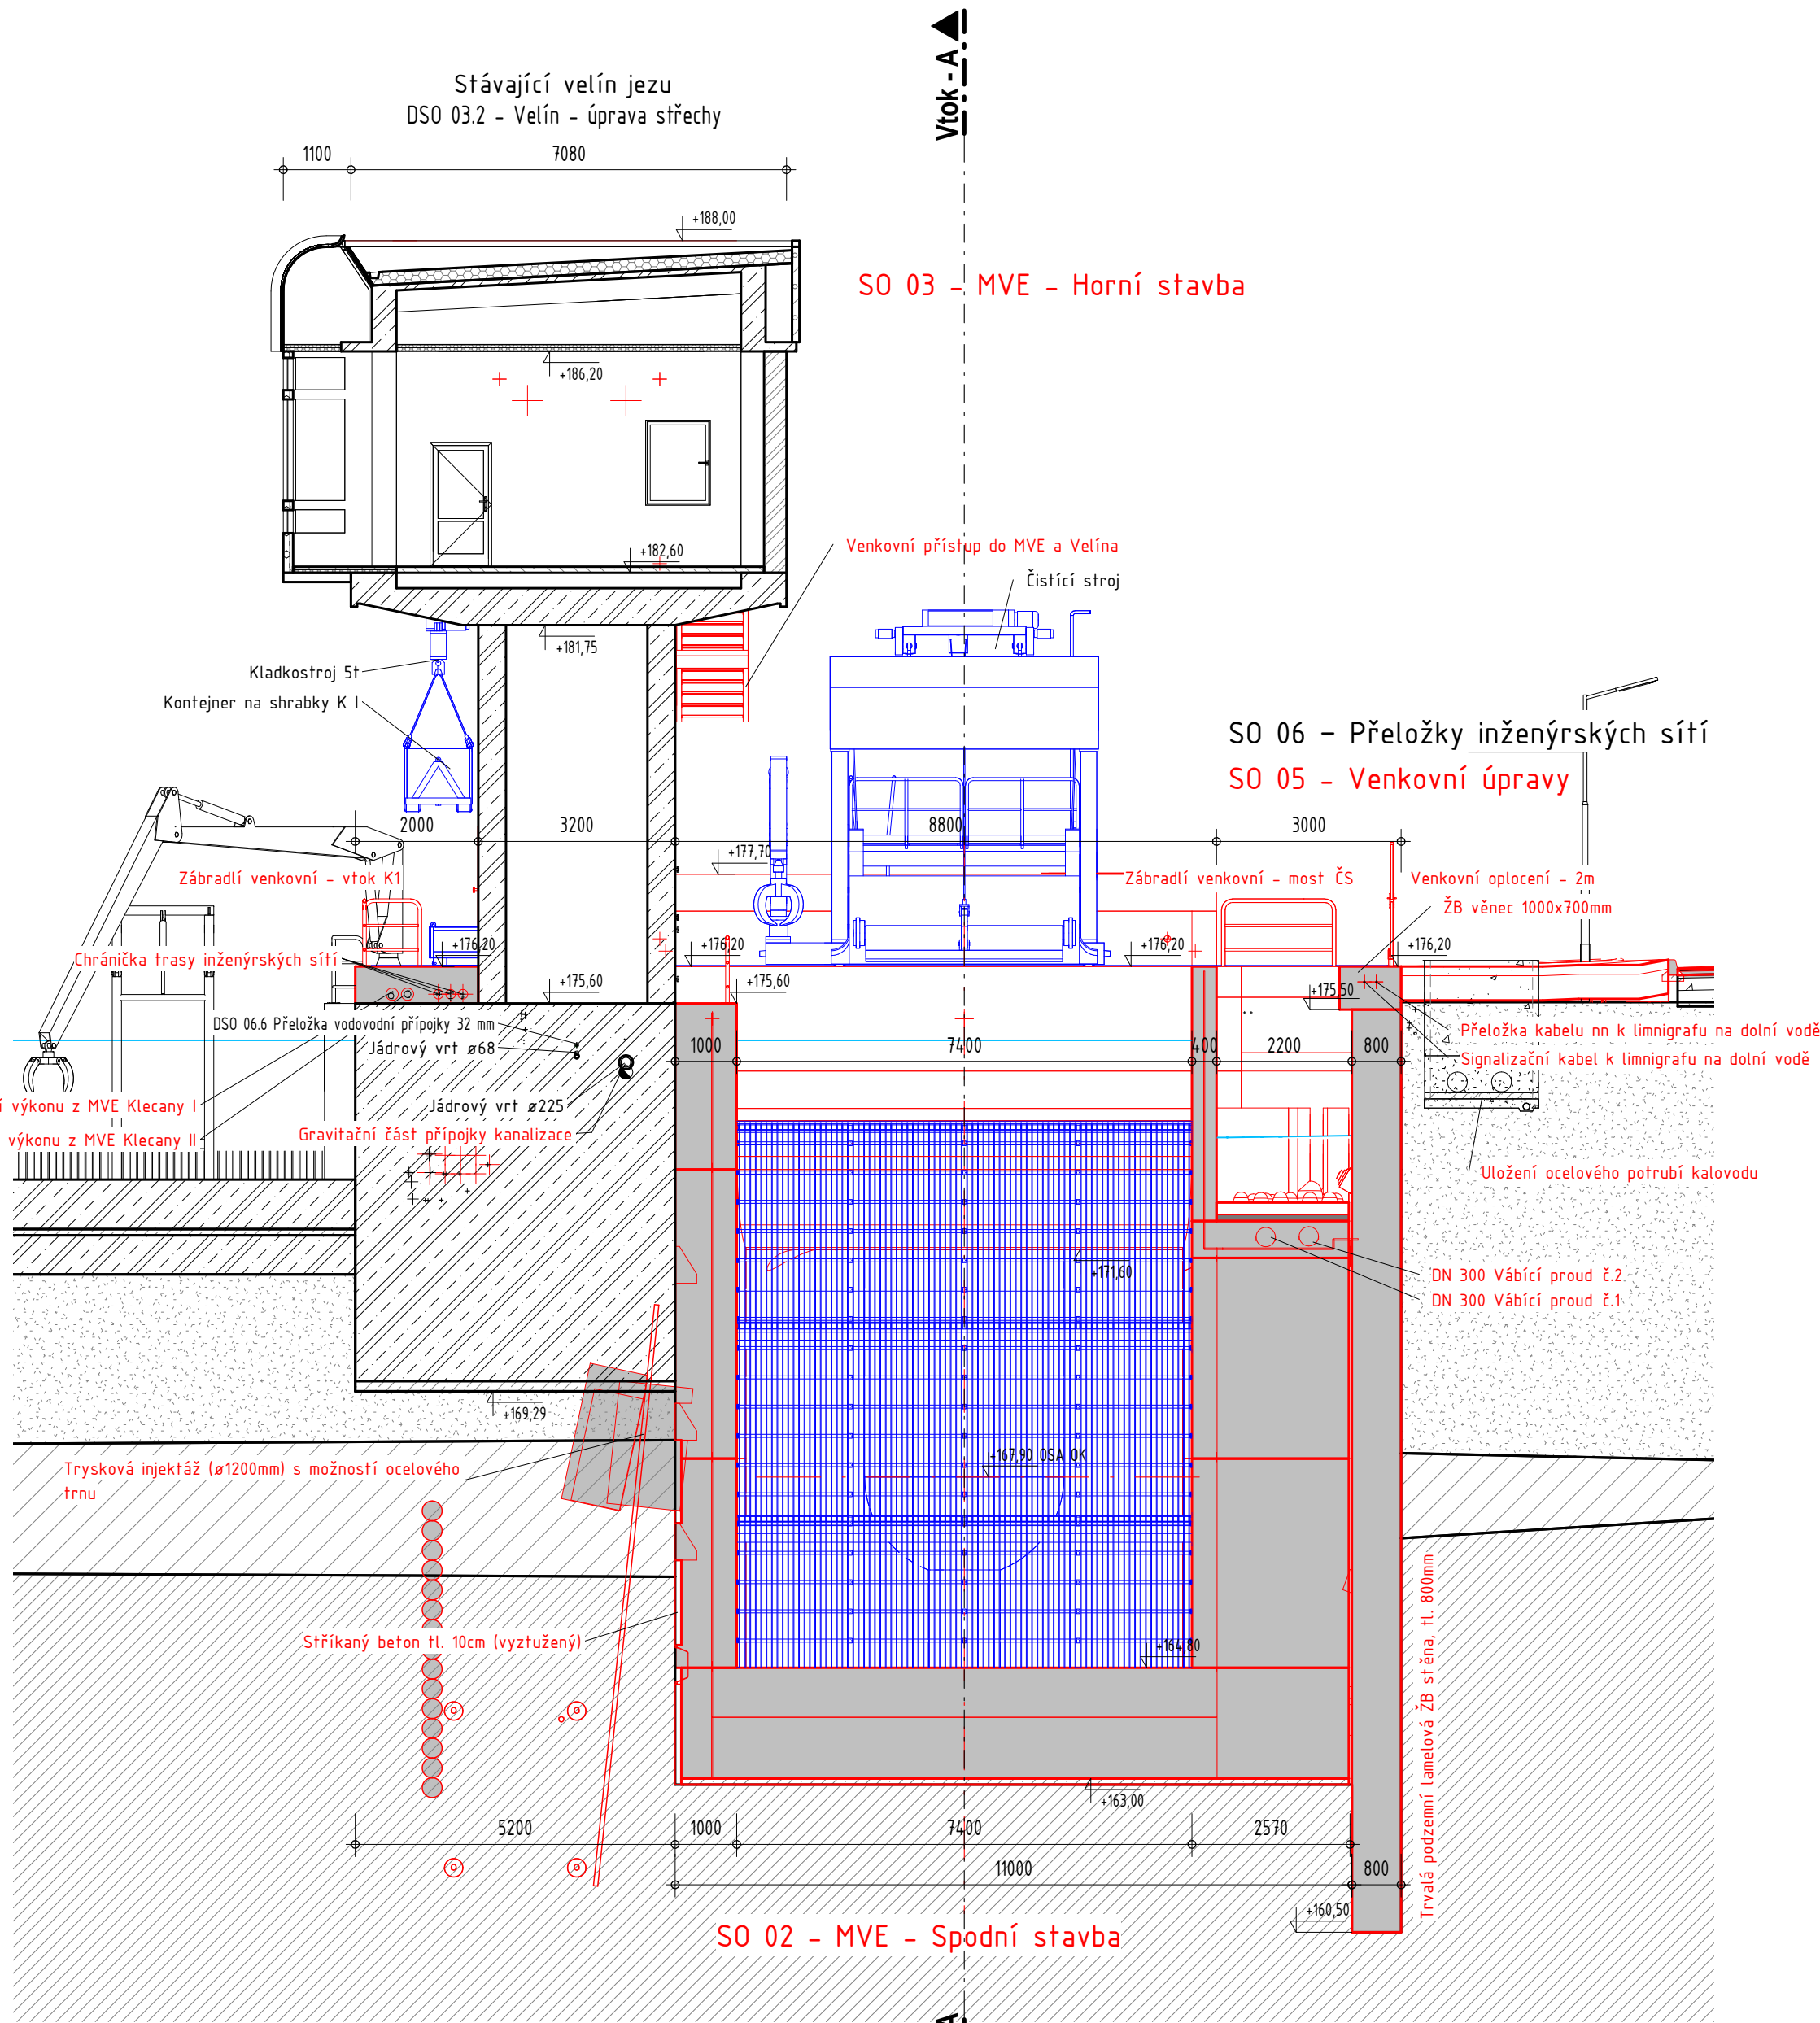 Vtok - A
Stávající velín jezu
DSO 03.2 - Velín - úprava střechy
1100
7080
+188,00
SO 03 - MVE - Horní stavba
+186,20
Venkovní přístup do MVE a Velína
+182,60
Čistící stroj
+181,75
Kladkostroj 5t
Kontejner na shrabky K I
SO 06 - Přeložky inženýrských sítí
SO 05 - Venkovní úpravy
2000
3200
8800
3000
+177,70
Zábradlí venkovní - vtok K1
Zábradlí venkovní - most ČS
Venkovní oplocení - 2m
ŽB věnec 1000x700mm
+176,20
+176,20
+176,20
+176,20
Chránička trasy inženýrských sítí
+175,60
+175,60
+175,50
DSO 06.6 Přeložka vodovodní přípojky 32 mm
Přeložka kabelu nn k limnigrafu na dolní vodě
Jádrový vrt ø68
1000
7400
400
2200
800
Signalizační kabel k limnigrafu na dolní vodě
í výkonu z MVE Klecany I
Jádrový vrt ø225
výkonu z MVE Klecany II
Gravitační část přípojky kanalizace
Uložení ocelového potrubí kalovodu
+171,60
DN 300 Vábící proud č.2
DN 300 Vábící proud č.1
+169,29
+167,90 OSA OK
Trysková injektáž (ø1200mm) s možností ocelového
trnu
Stříkaný beton tl. 10cm (vyztužený)
+164,80
Trvalá podzemní lamelová ŽB stěna, tl. 800mm
+163,00
5200
1000
7400
2570
11000
800
+160,50
SO 02 - MVE - Spodní stavba
A